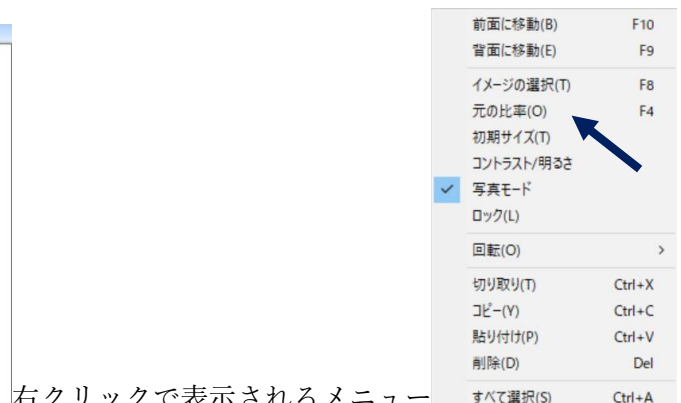 前面に移動(B) F10
背面に移動(E) F9
イメージの選択(T) F8
元の比率(O) F4
初期サイズ(T)
コントラスト/明るさ
写真モード
ロック(L)
回転(O) >
切り取り(T) Ctrl+X
コピー(Y) Ctrl+C
貼り付け(P) Ctrl+V
削除(D) Del
すべて選択(S) Ctrl+A
右クリックで表示されるメニュー